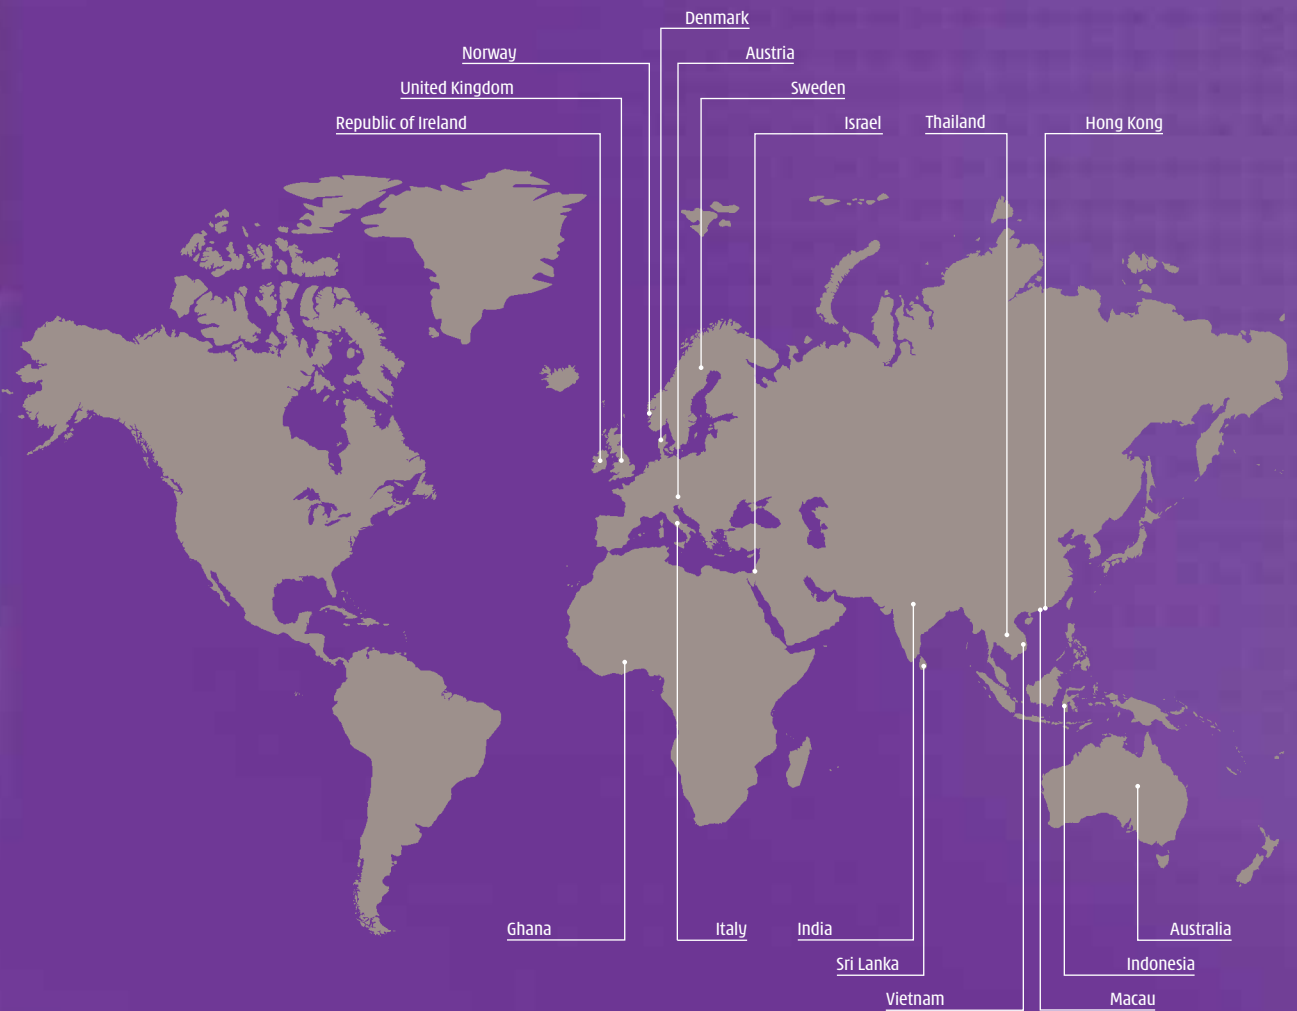 Denmark
Norway
Austria
United Kingdom
Sweden
Republic of Ireland
Israel
Thailand
Hong Kong
Ghana
Italy
India
Australia
Sri Lanka
Indonesia
Vietnam
Macau